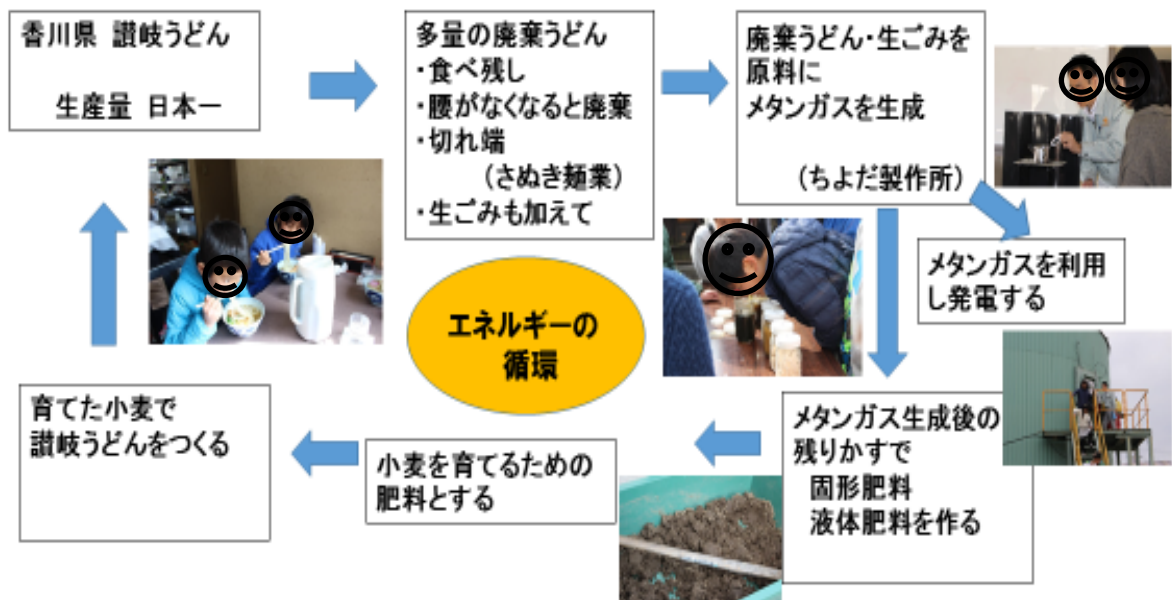 香川県 讃岐うどん
生産量 日本一
多量の廃棄うどん
・食べ残し
・腰がなくなると廃棄
・切れ端
（さぬき麺業）
・生ごみも加えて
廃棄うどん・生ごみを
原料に
メタンガスを生成
（ちよだ製作所）
メタンガスを利用
し発電する
メタンガス生成後の
残りかすで
固形肥料
液体肥料を作る
小麦を育てるための
肥料とする
育てた小麦で
讃岐うどんをつくる
エネルギーの
循環